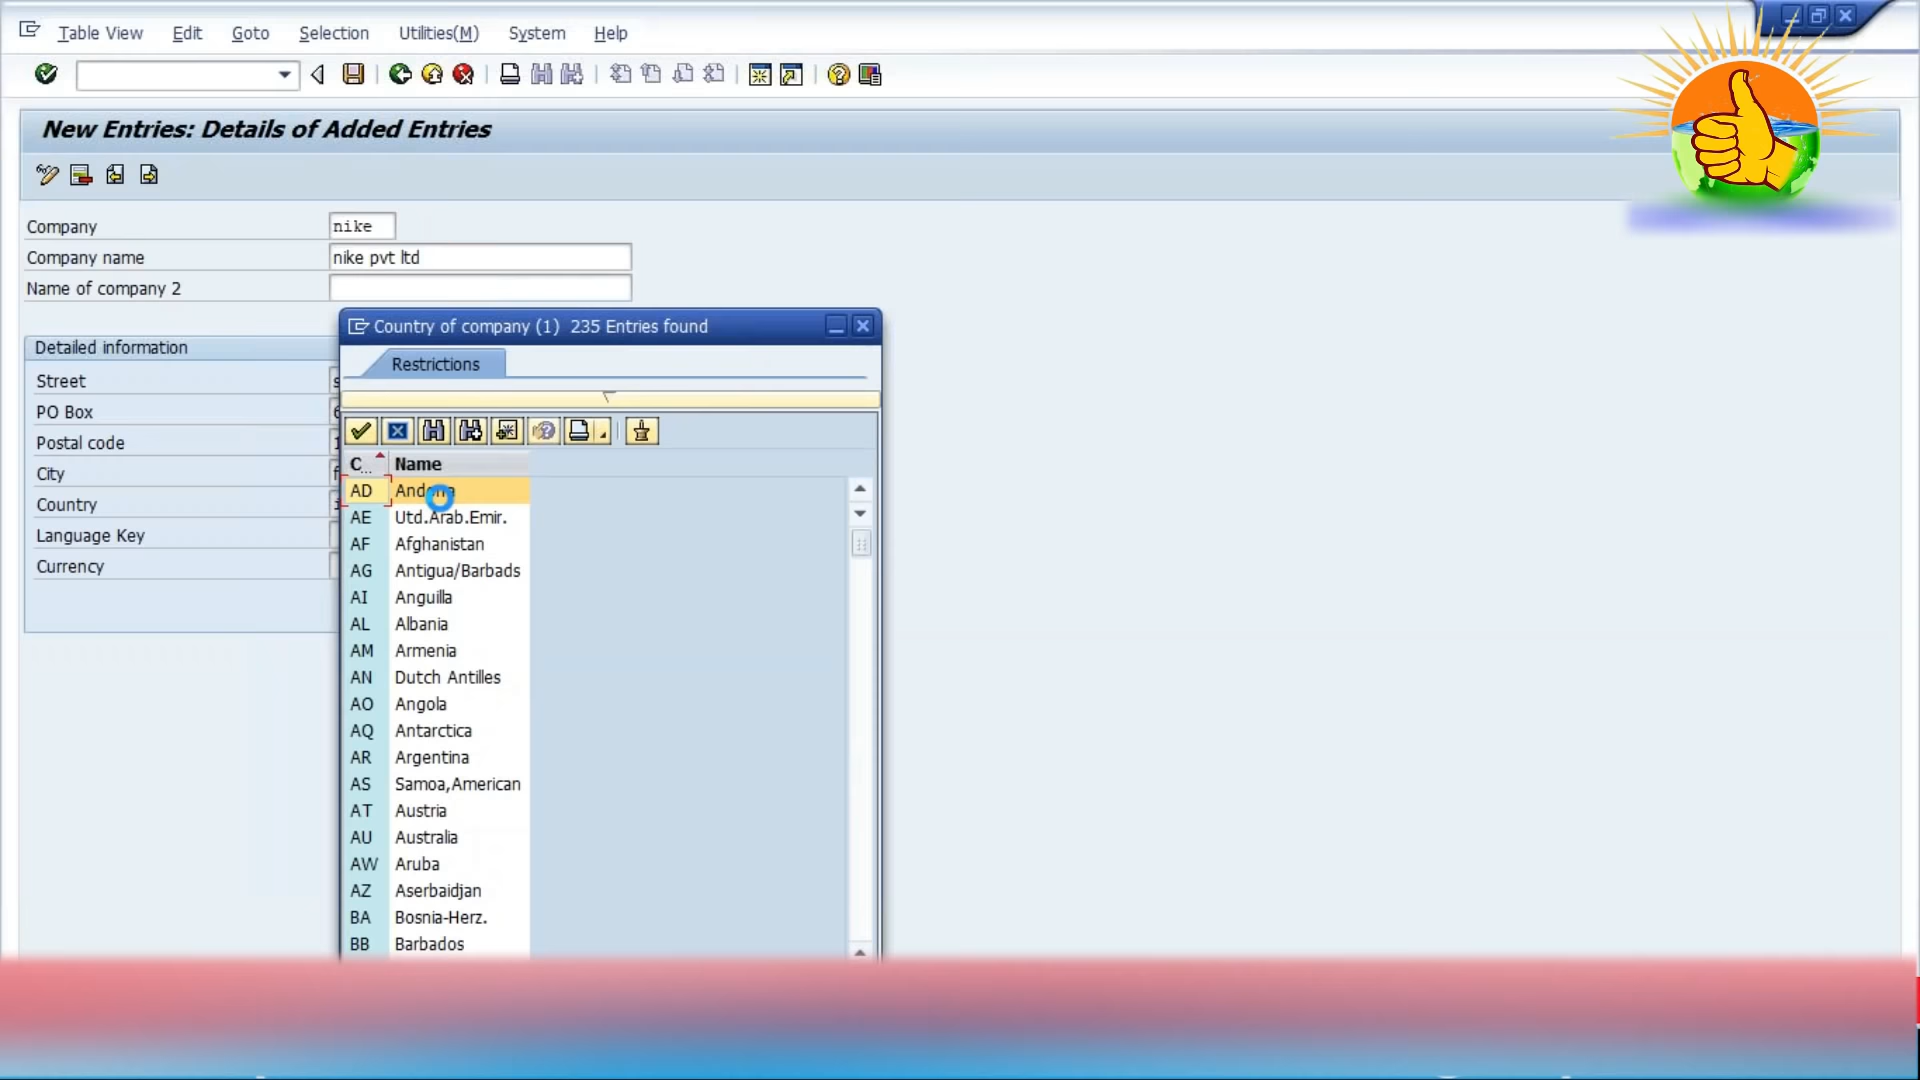 Table View Edit Goto Selection Utilities(M) System Help
New Entries: Details of Added Entries
Company nike
Company name nike pvt ltd
Name of company 2
Detailed information
Street s
PO Box 6
Postal code 1
City f
Country i
Language Key
Currency
Country of company (1) 235 Entries found
Restrictions
C... Name
AD Andorra
AE Utd.Arab.Emir.
AF Afghanistan
AG Antigua/Barbads
AI Anguilla
AL Albania
AM Armenia
AN Dutch Antilles
AO Angola
AQ Antarctica
AR Argentina
AS Samoa,American
AT Austria
AU Australia
AW Aruba
AZ Aserbaidjan
BA Bosnia-Herz.
BB Barbados